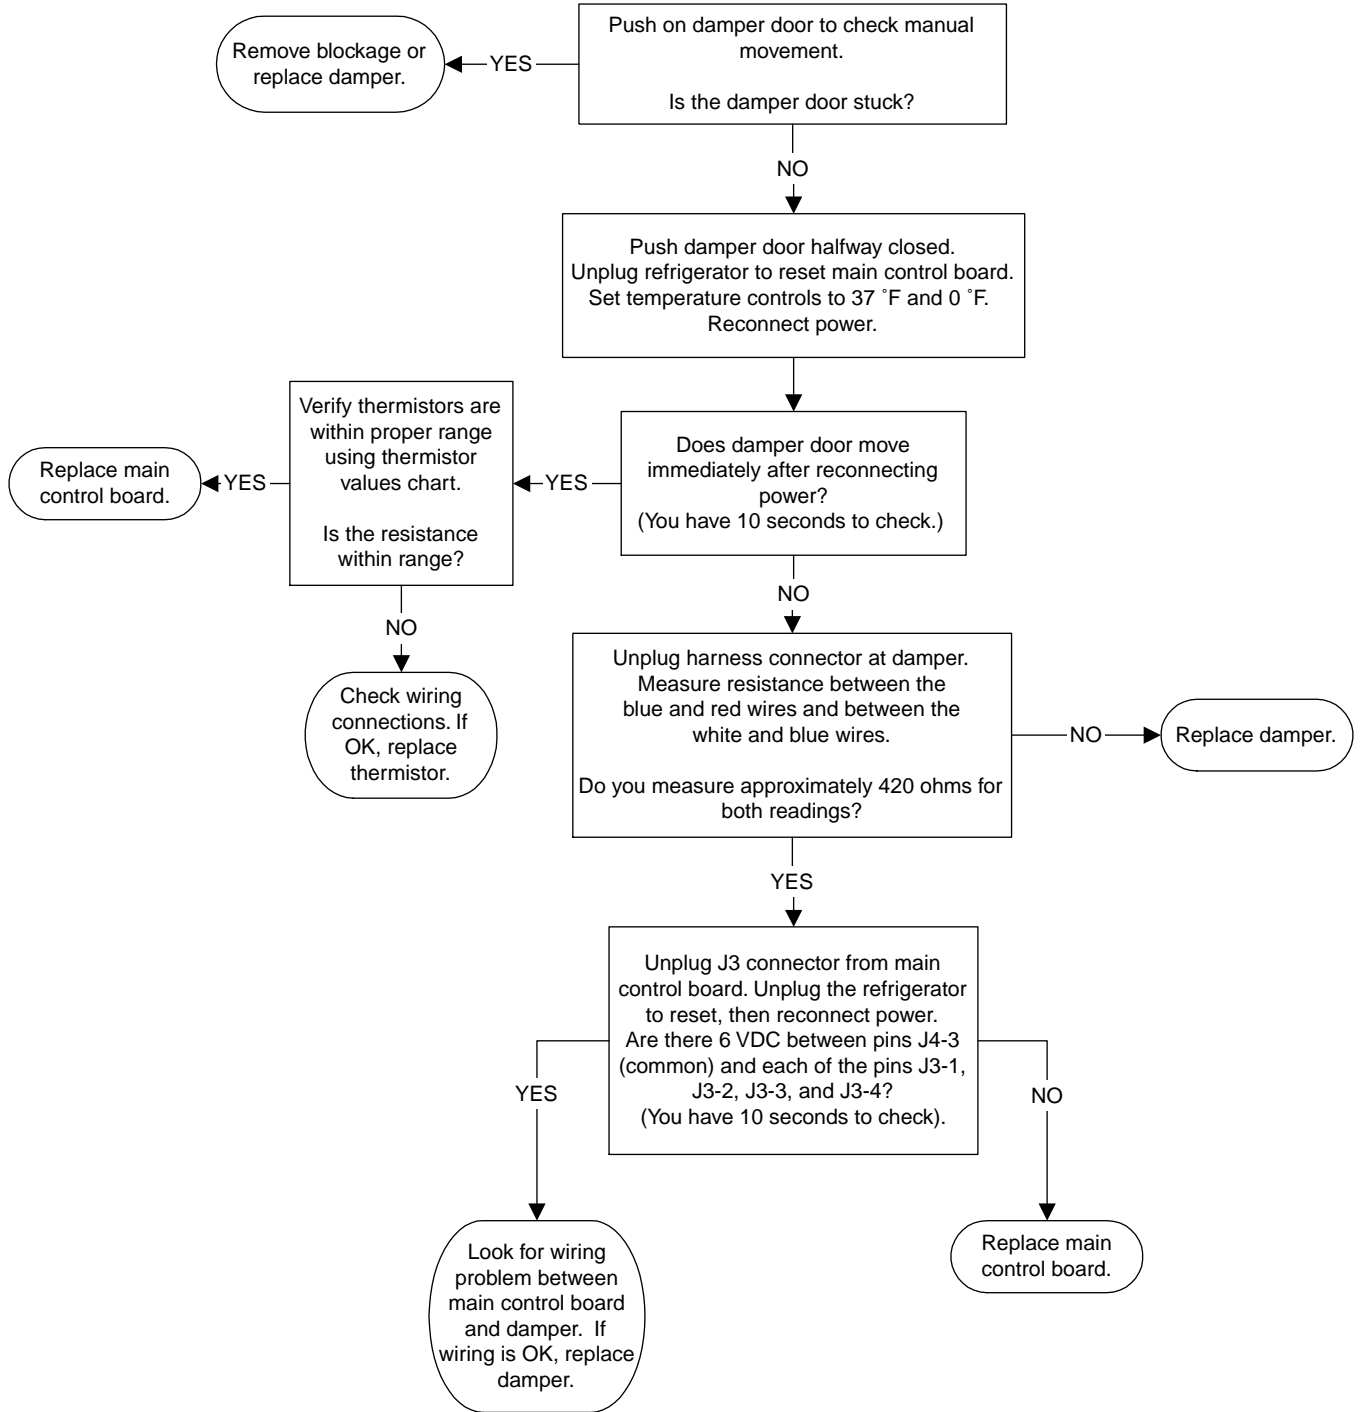 Push on damper door to check manual
movement.
Is the damper door stuck?
YES
Remove blockage or
replace damper.
NO
Push damper door halfway closed.
Unplug refrigerator to reset main control board.
Set temperature controls to 37 ˚F and 0 ˚F.
Reconnect power.
Does damper door move
immediately after reconnecting
power?
(You have 10 seconds to check.)
YES
Verify thermistors are
within proper range
using thermistor
values chart.
Is the resistance
within range?
YES
Replace main
control board.
NO
Check wiring
connections. If
OK, replace
thermistor.
NO
Unplug harness connector at damper.
Measure resistance between the
blue and red wires and between the
white and blue wires.
Do you measure approximately 420 ohms for
both readings?
NO
Replace damper.
YES
Unplug J3 connector from main
control board. Unplug the refrigerator
to reset, then reconnect power.
Are there 6 VDC between pins J4-3
(common) and each of the pins J3-1,
J3-2, J3-3, and J3-4?
(You have 10 seconds to check).
YES
Look for wiring
problem between
main control board
and damper.  If
wiring is OK, replace
damper.
NO
Replace main
control board.